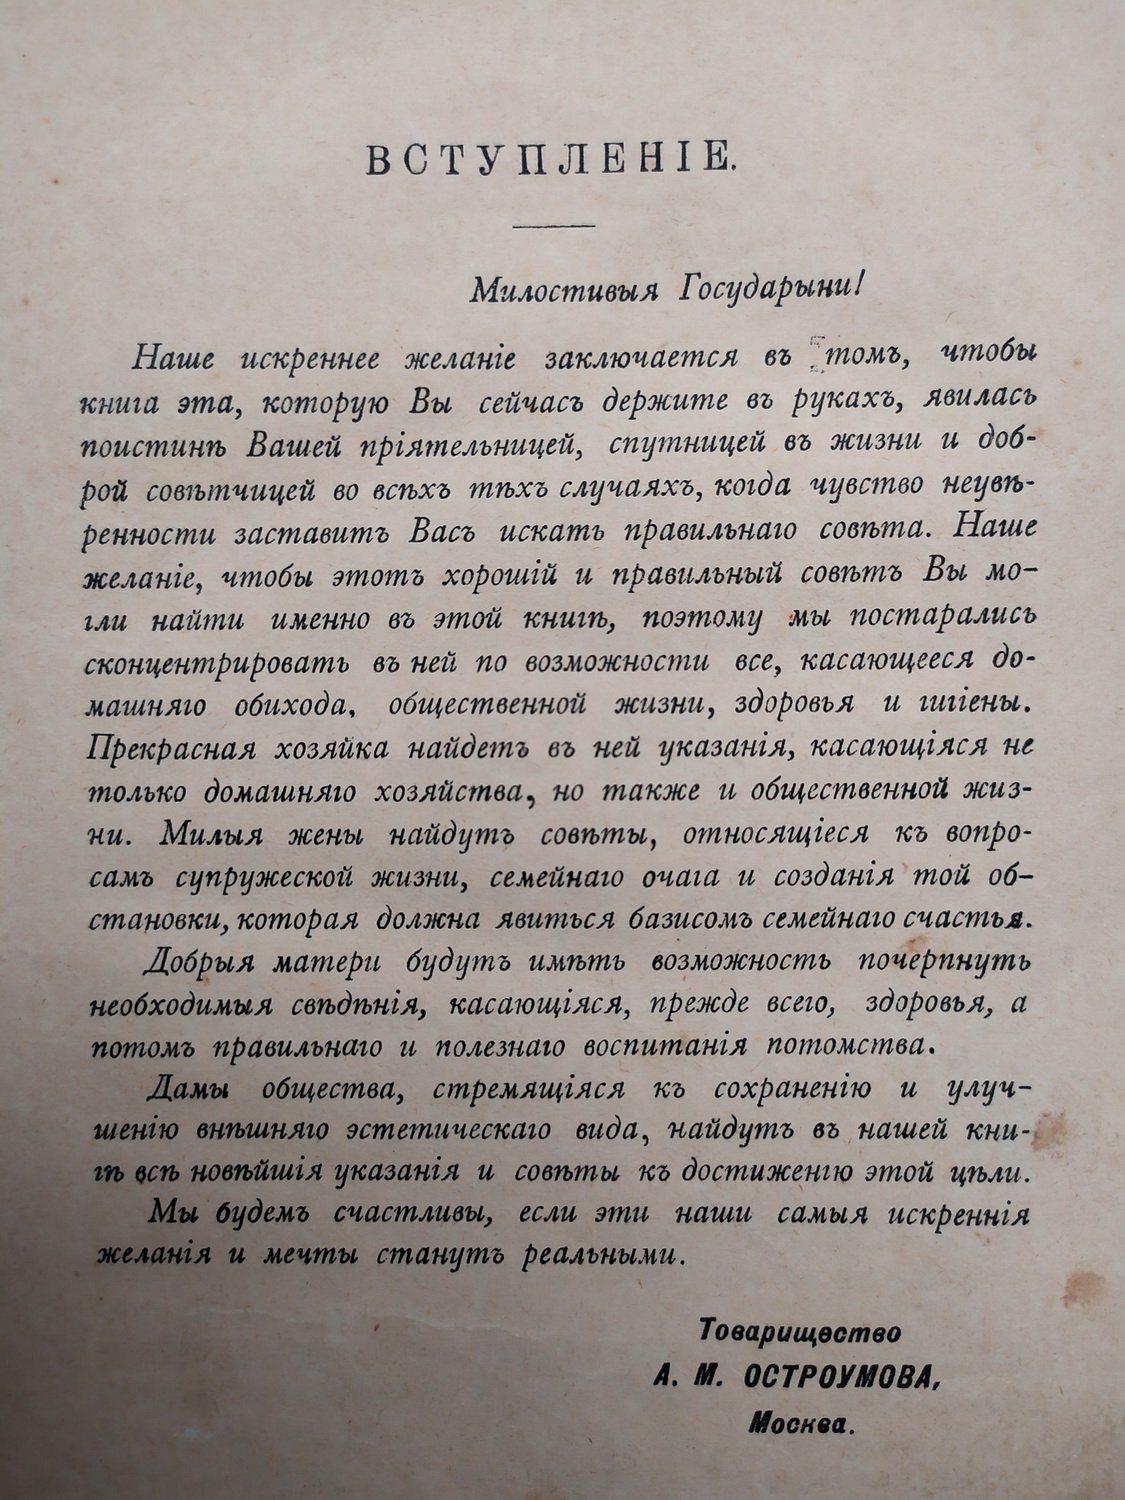 ВСТУПЛЕНІЕ.
Милостивыя Государыни!
Наше искреннее желаніе заключается въ томъ, чтобы
книга эта, которую Вы сейчасъ держите въ рукахъ, явилась
поистинѣ Вашей пріятельницей, спутницей въ жизни и доб-
рой совѣтчицей во всѣхъ тѣхъ случаяхъ, когда чувство неувѣ-
ренности заставитъ Васъ искать правильнаго совѣта. Наше
желаніе, чтобы этотъ хорошій и правильный совѣтъ Вы мо-
гли найти именно въ этой книгѣ, поэтому мы постарались
сконцентрировать въ ней по возможности все, касающееся до-
машняго обихода, общественной жизни, здоровья и гигіены.
Прекрасная хозяйка найдетъ въ ней указанія, касающіяся не
только домашняго хозяйства, но также и общественной жиз-
ни. Милыя жены найдутъ совѣты, относящіеся къ вопро-
самъ супружеской жизни, семейнаго очага и созданія той об-
становки, которая должна явиться базисомъ семейнаго счастья.
Добрыя матери будутъ имѣть возможность почерпнуть
необходимыя свѣдѣнія, касающіяся, прежде всего, здоровья, а
потомъ правильнаго и полезнаго воспитанія потомства.
Дамы общества, стремящіяся къ сохраненію и улуч-
шенію внѣшняго эстетическаго вида, найдутъ въ нашей кни-
гѣ всѣ новѣйшія указанія и совѣты къ достиженію этой цѣли.
Мы будемъ счастливы, если эти наши самыя искреннія
желанія и мечты станутъ реальными.
Товарищество
А. М. ОСТРОУМОВА,
Москва.